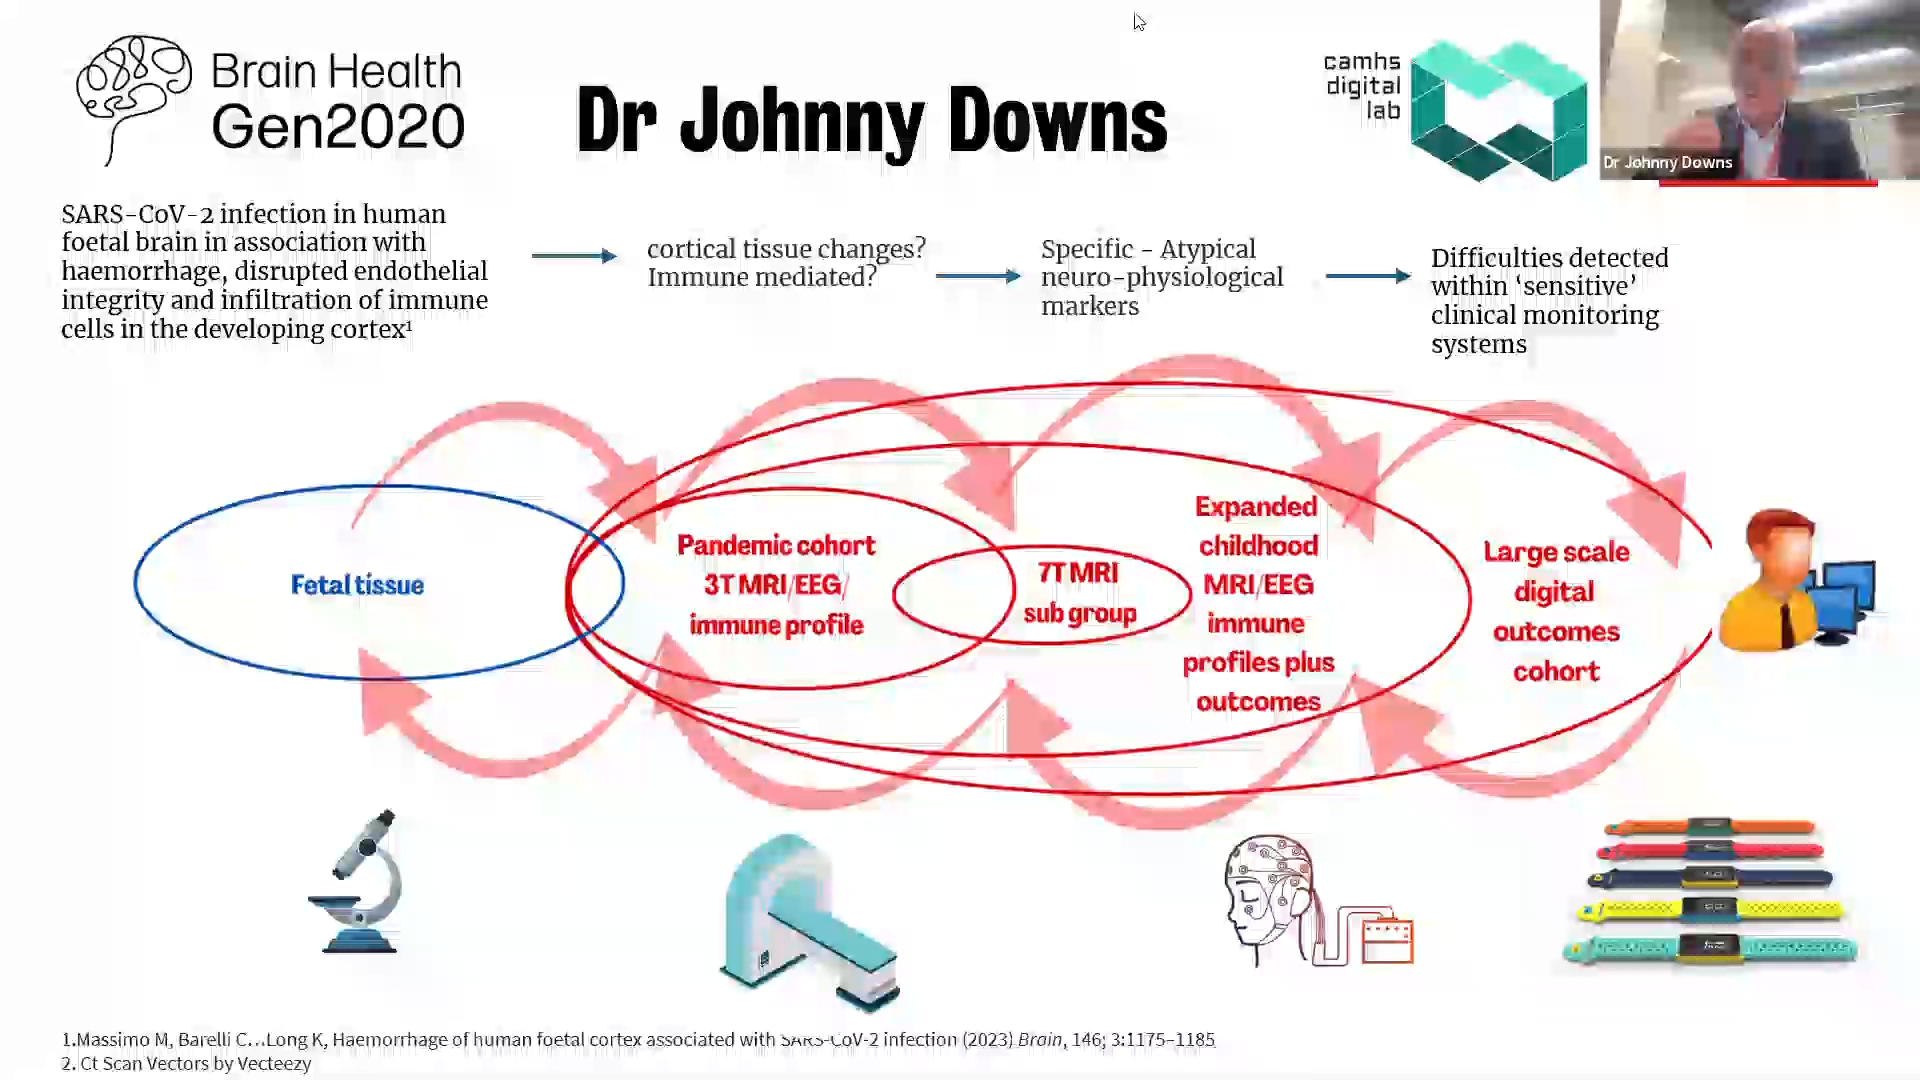 Brain Health
Gen2020
Dr Johnny Downs
camhs
digital
lab
Dr Johnny Downs
SARS-CoV-2 infection in human
foetal brain in association with
haemorrhage, disrupted endothelial
integrity and infiltration of immune
cells in the developing cortex¹
cortical tissue changes?
Immune mediated?
Specific - Atypical
neuro-physiological
markers
Difficulties detected
within ‘sensitive’
clinical monitoring
systems
Fetal tissue
Pandemic cohort
3T MRI/EEG/
immune profile
7T MRI
sub group
Expanded
childhood
MRI/EEG
immune
profiles plus
outcomes
Large scale
digital
outcomes
cohort
1.Massimo M, Barelli C...Long K, Haemorrhage of human foetal cortex associated with SARS-CoV-2 infection (2023) Brain, 146; 3:1175–1185
2. Ct Scan Vectors by Vecteezy